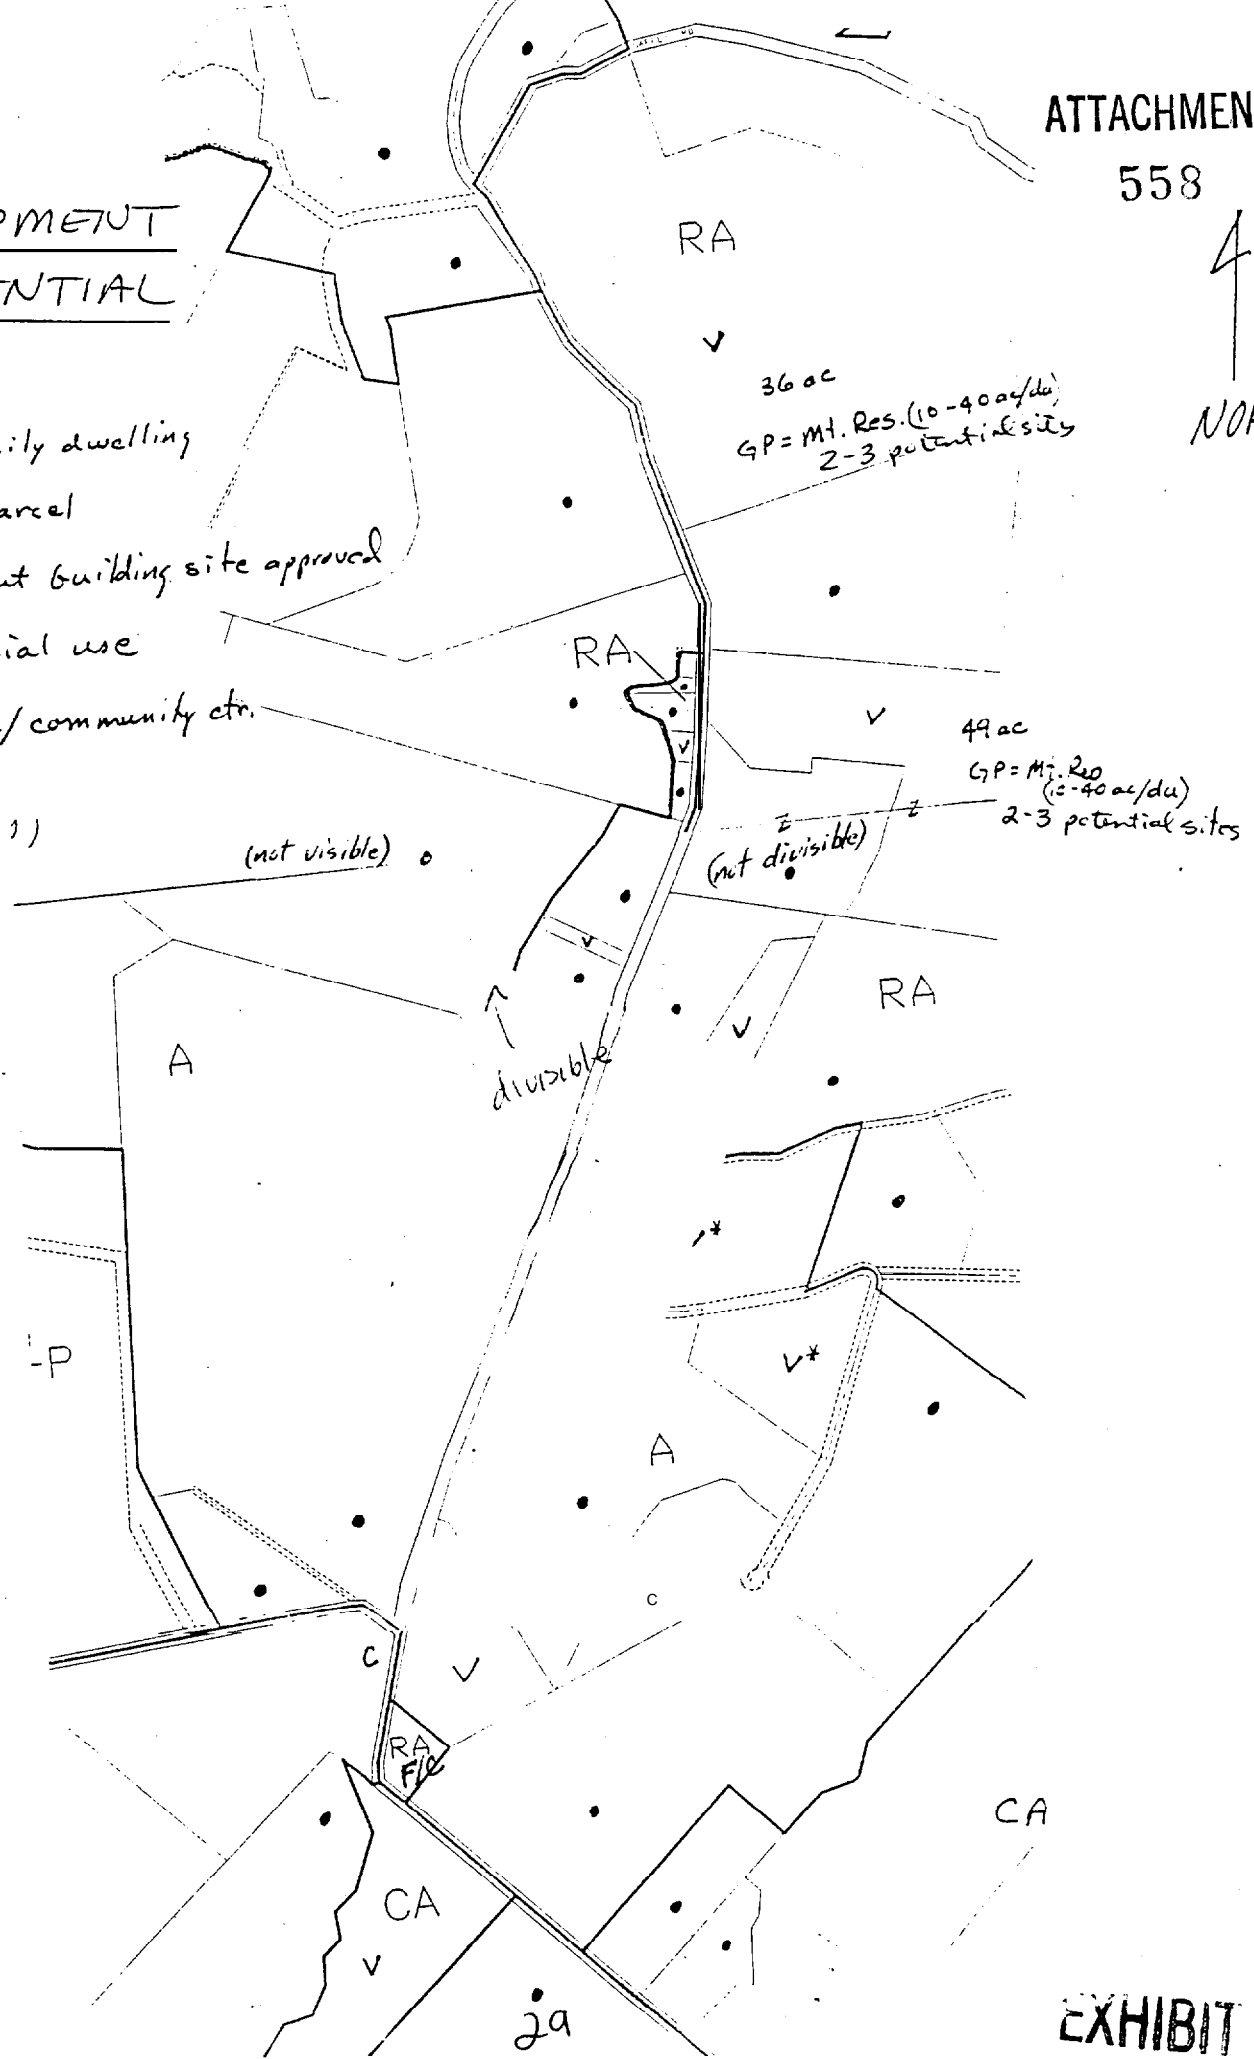 ATTACHMEN
558
PMENT
NTIAL
RA
V
36 ac
GP = Mt. Res. (10-40 ac/du)
2-3 potential sites
NOR
ily dwelling
arcel
ut building site approved
ial use
/ community ctr.
RA
V
V
49 ac
GP = Mt. Res
(10-40 ac/du)
2-3 potential sites
(not visible)
(not divisible)
V
V
RA
A
divisible
*
-P
V*
A
C
C
V
RA
F/C
CA
CA
V
29
EXHIBIT